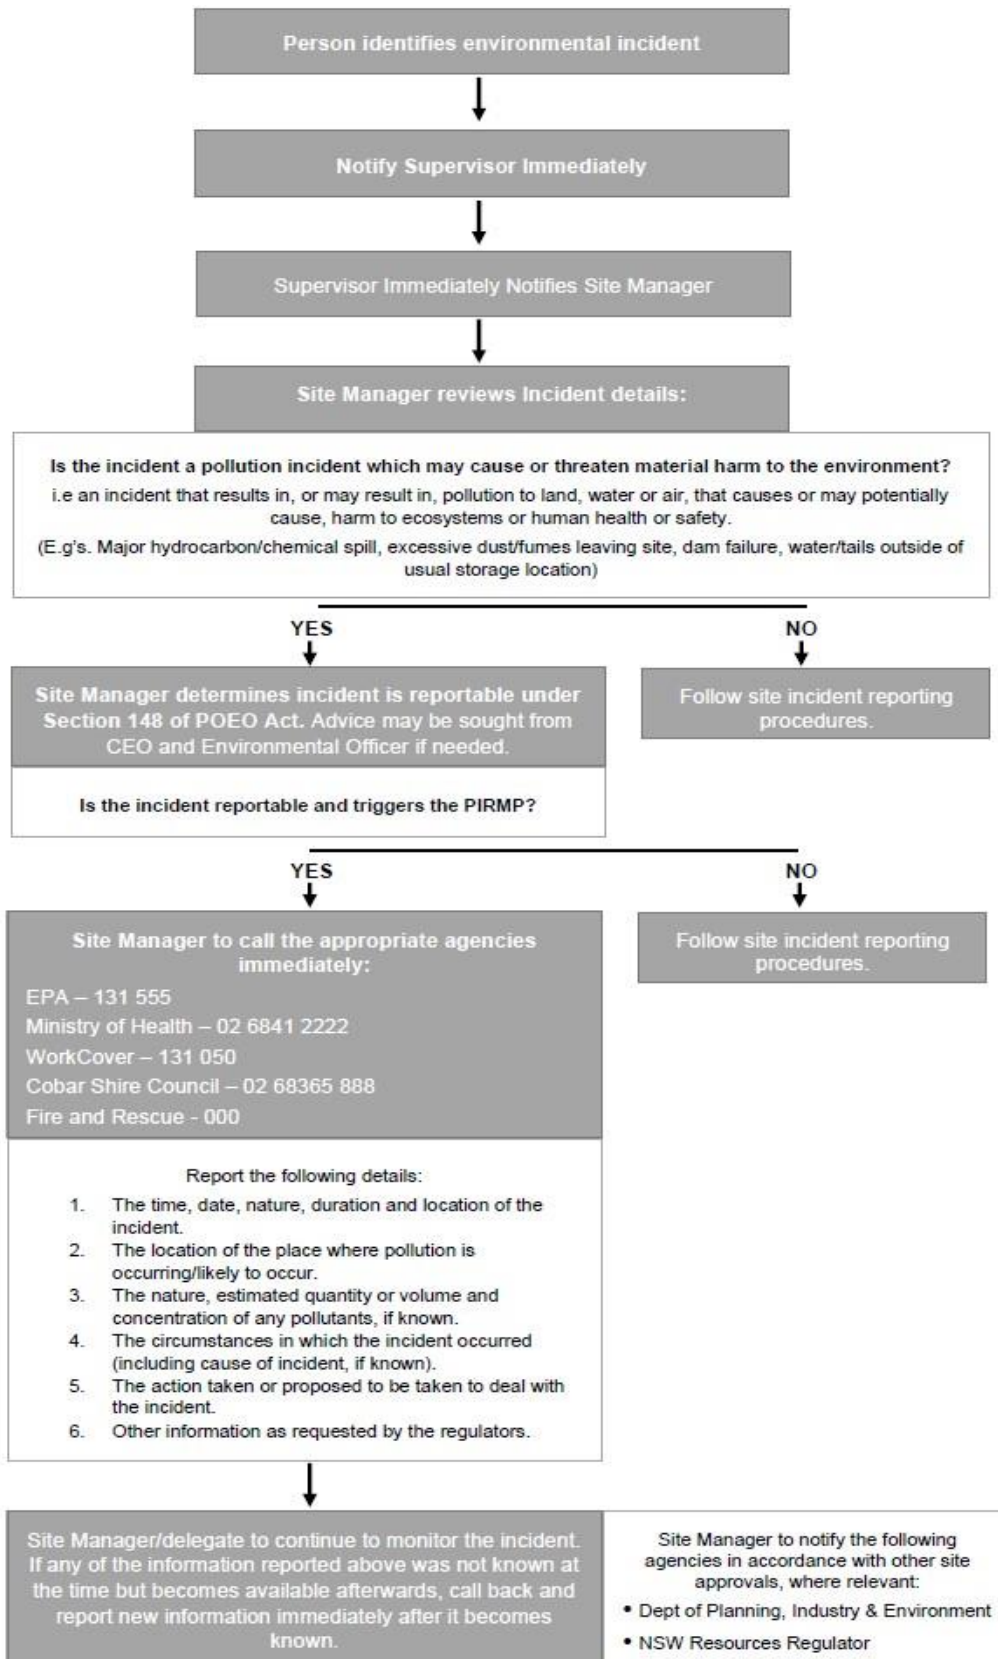 Person identifies environmental incident
Notify Supervisor Immediately
Supervisor Immediately Notifies Site Manager
Site Manager reviews Incident details:
Is the incident a pollution incident which may cause or threaten material harm to the environment?
i.e an incident that results in, or may result in, pollution to land, water or air, that causes or may potentially
cause, harm to ecosystems or human health or safety.
(E.g's. Major hydrocarbon/chemical spill, excessive dust/fumes leaving site, dam failure, water/tails outside of
usual storage location)
YES
NO
Site Manager determines incident is reportable under
Section 148 of POEO Act. Advice may be sought from
CEO and Environmental Officer if needed.
Follow site incident reporting
procedures.
Is the incident reportable and triggers the PIRMP?
YES
NO
Site Manager to call the appropriate agencies
immediately:
EPA – 131 555
Ministry of Health – 02 6841 2222
WorkCover – 131 050
Cobar Shire Council – 02 68365 888
Fire and Rescue - 000
Follow site incident reporting
procedures.
Report the following details:
1. The time, date, nature, duration and location of the
incident.
2. The location of the place where pollution is
occurring/likely to occur.
3. The nature, estimated quantity or volume and
concentration of any pollutants, if known.
4. The circumstances in which the incident occurred
(including cause of incident, if known).
5. The action taken or proposed to be taken to deal with
the incident.
6. Other information as requested by the regulators.
Site Manager/delegate to continue to monitor the incident.
If any of the information reported above was not known at
the time but becomes available afterwards, call back and
report new information immediately after it becomes
known.
Site Manager to notify the following
agencies in accordance with other site
approvals, where relevant:
• Dept of Planning, Industry & Environment
• NSW Resources Regulator